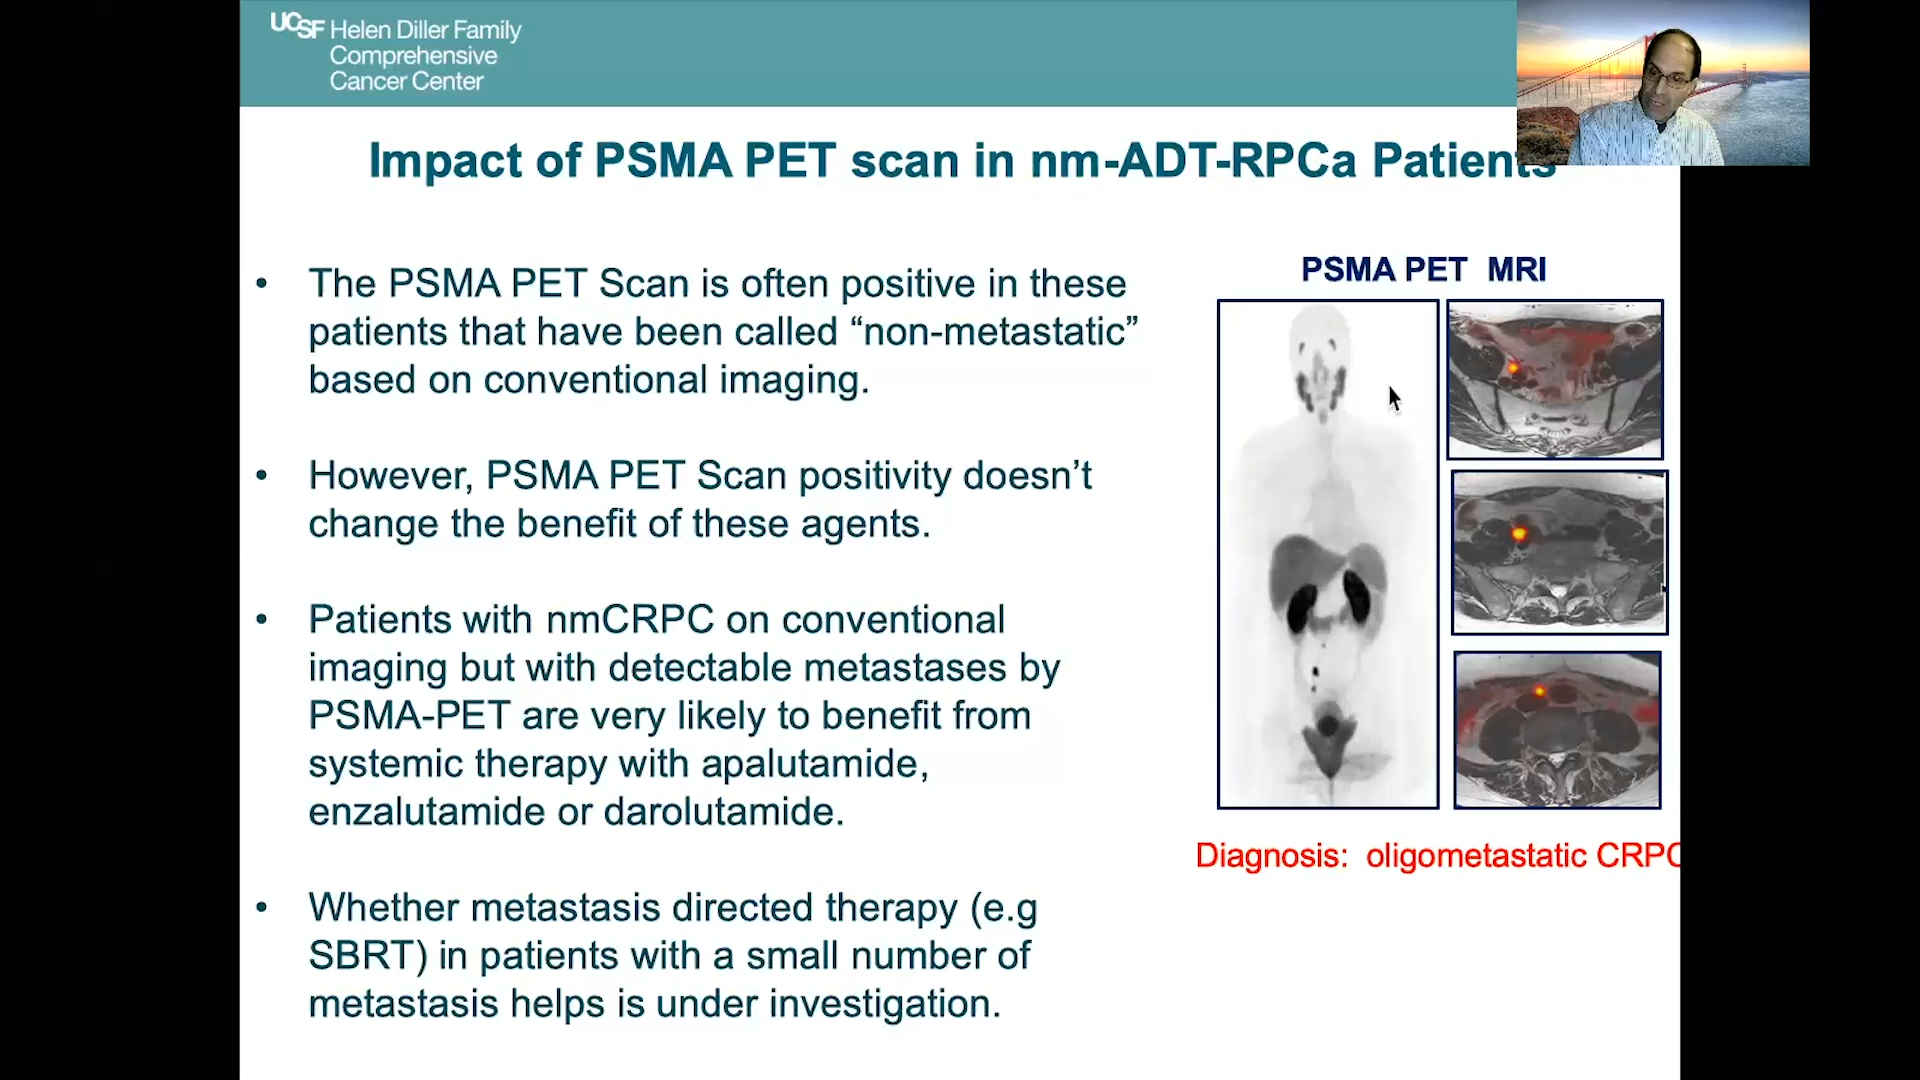 UCSF Helen Diller Family
Comprehensive
Cancer Center
Impact of PSMA PET scan in nm-ADT-RPCa Patients
• The PSMA PET Scan is often positive in these
patients that have been called “non-metastatic”
based on conventional imaging.
• However, PSMA PET Scan positivity doesn’t
change the benefit of these agents.
• Patients with nmCRPC on conventional
imaging but with detectable metastases by
PSMA-PET are very likely to benefit from
systemic therapy with apalutamide,
enzalutamide or darolutamide.
• Whether metastasis directed therapy (e.g
SBRT) in patients with a small number of
metastasis helps is under investigation.
PSMA PET MRI
Diagnosis: oligometastatic CRPC